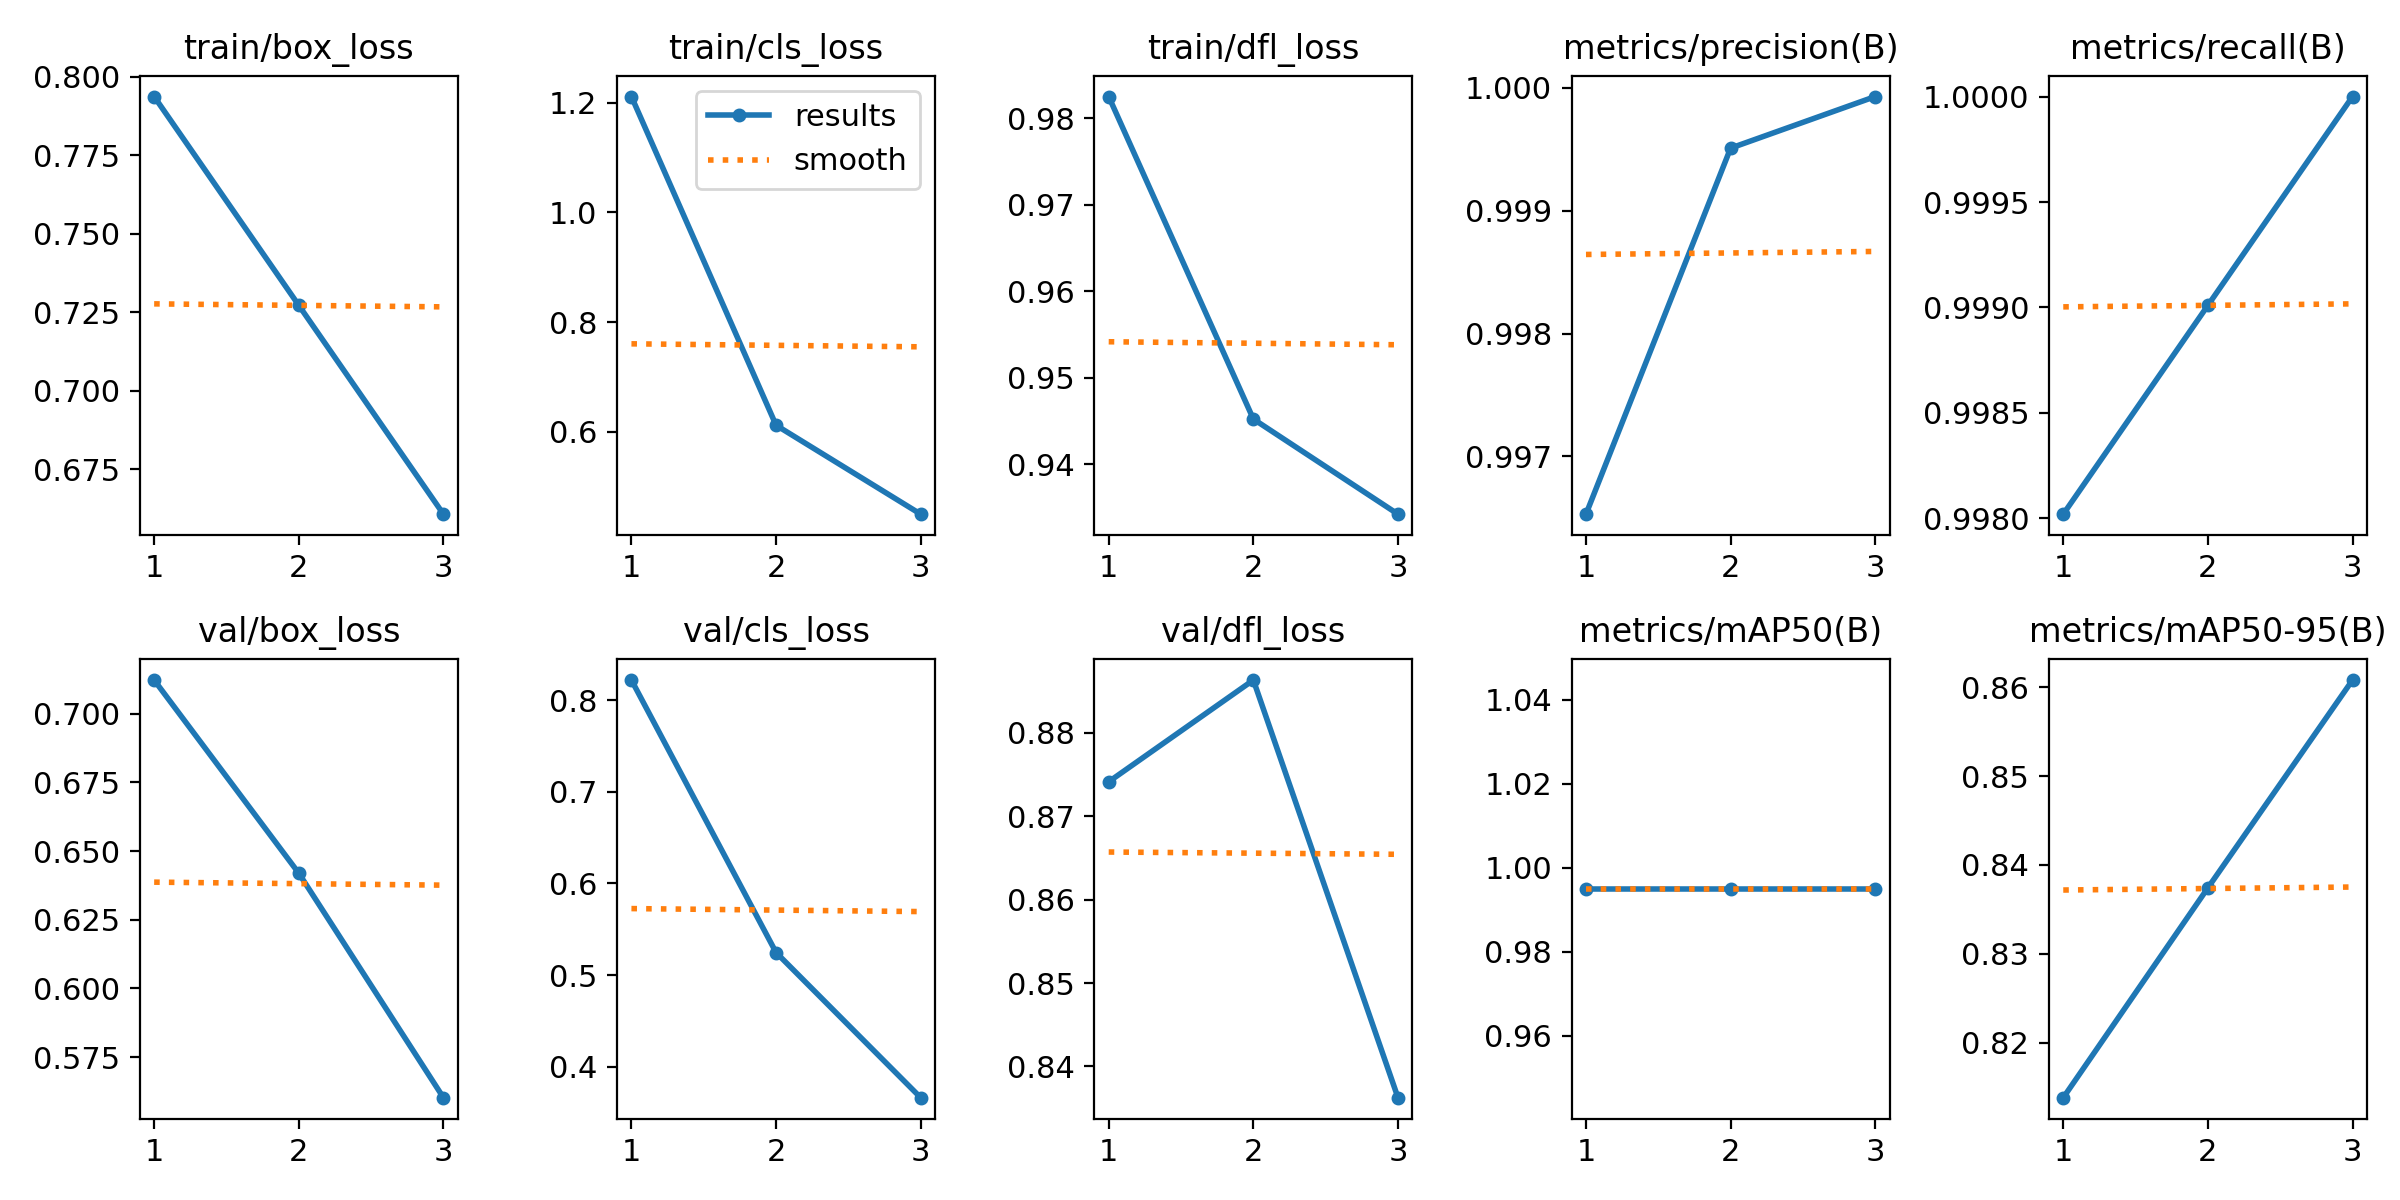 train/box_loss
0.800
0.775
0.750
0.725
0.700
0.675
1 2 3
train/cls_loss
1.2
1.0
0.8
0.6
results
smooth
1 2 3
train/dfl_loss
0.98
0.97
0.96
0.95
0.94
1 2 3
metrics/precision(B)
1.000
0.999
0.998
0.997
1 2 3
metrics/recall(B)
1.0000
0.9995
0.9990
0.9985
0.9980
1 2 3
val/box_loss
0.700
0.675
0.650
0.625
0.600
0.575
1 2 3
val/cls_loss
0.8
0.7
0.6
0.5
0.4
1 2 3
val/dfl_loss
0.88
0.87
0.86
0.85
0.84
1 2 3
metrics/mAP50(B)
1.04
1.02
1.00
0.98
0.96
1 2 3
metrics/mAP50-95(B)
0.86
0.85
0.84
0.83
0.82
1 2 3